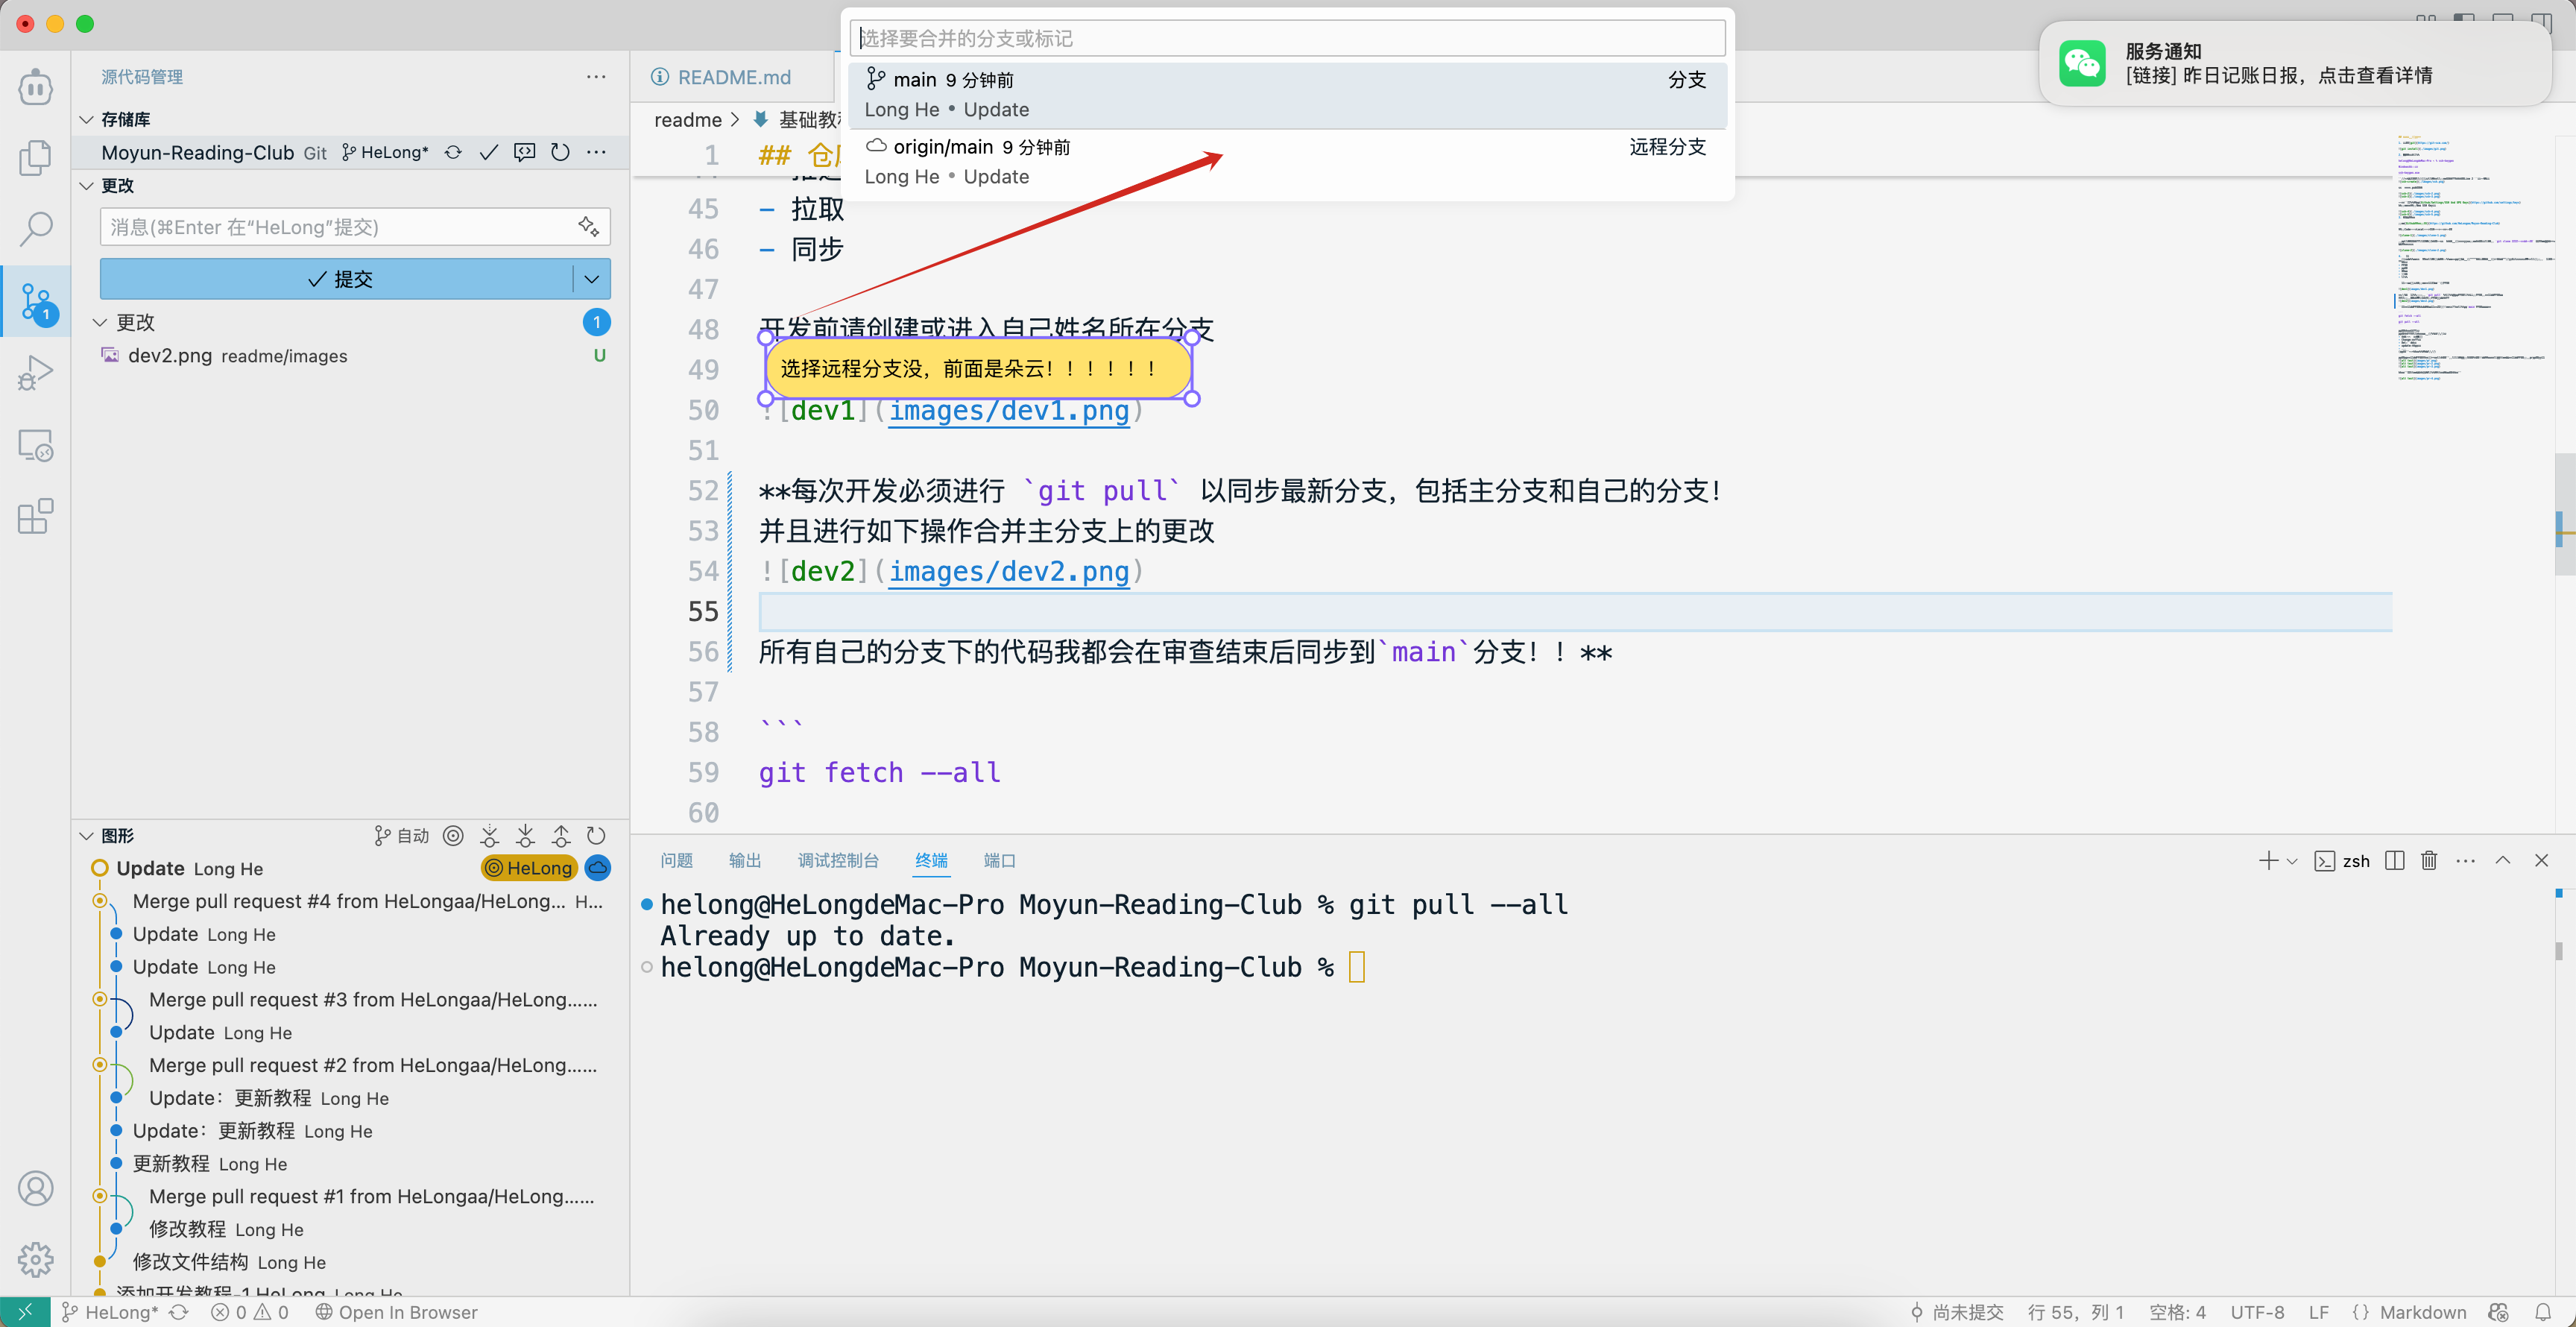 选择要合并的分支或标记
main 9 分钟前 分支
Long He • Update
origin/main 9 分钟前 远程分支
Long He • Update
服务通知
[链接] 昨日记账日报，点击查看详情
源代码管理
存储库
Moyun-Reading-Club Git HeLong*
更改
消息(⌘Enter 在“HeLong”提交)
提交
更改 1
dev2.png readme/images U
1
图形 自动
Update Long He HeLong
Merge pull request #4 from HeLongaa/HeLong... H...
Update Long He
Update Long He
Merge pull request #3 from HeLongaa/HeLong......
Update Long He
Merge pull request #2 from HeLongaa/HeLong......
Update：更新教程 Long He
Update：更新教程 Long He
更新教程 Long He
Merge pull request #1 from HeLongaa/HeLong......
修改教程 Long He
修改文件结构 Long He
添加开发教程-1 HeLong Long He
README.md
readme > 基础教
1 ## 仓
45 - 拉取
46 - 同步
47
48 开发前请创建或进入自己姓名所在分支
49
选择远程分支没，前面是朵云！！！！！！
50 ![dev1](images/dev1.png)
51
52 **每次开发必须进行 `git pull` 以同步最新分支，包括主分支和自己的分支！
53 并且进行如下操作合并主分支上的更改
54 ![dev2](images/dev2.png)
55
56 所有自己的分支下的代码我都会在审查结束后同步到`main`分支！！**
57
58 ```
59 git fetch --all
60
问题 输出 调试控制台 终端 端口 zsh
helong@HeLongdeMac-Pro Moyun-Reading-Club % git pull --all
Already up to date.
helong@HeLongdeMac-Pro Moyun-Reading-Club %
HeLong* 0 0 Open In Browser 尚未提交 行 55，列 1 空格: 4 UTF-8 LF {} Markdown